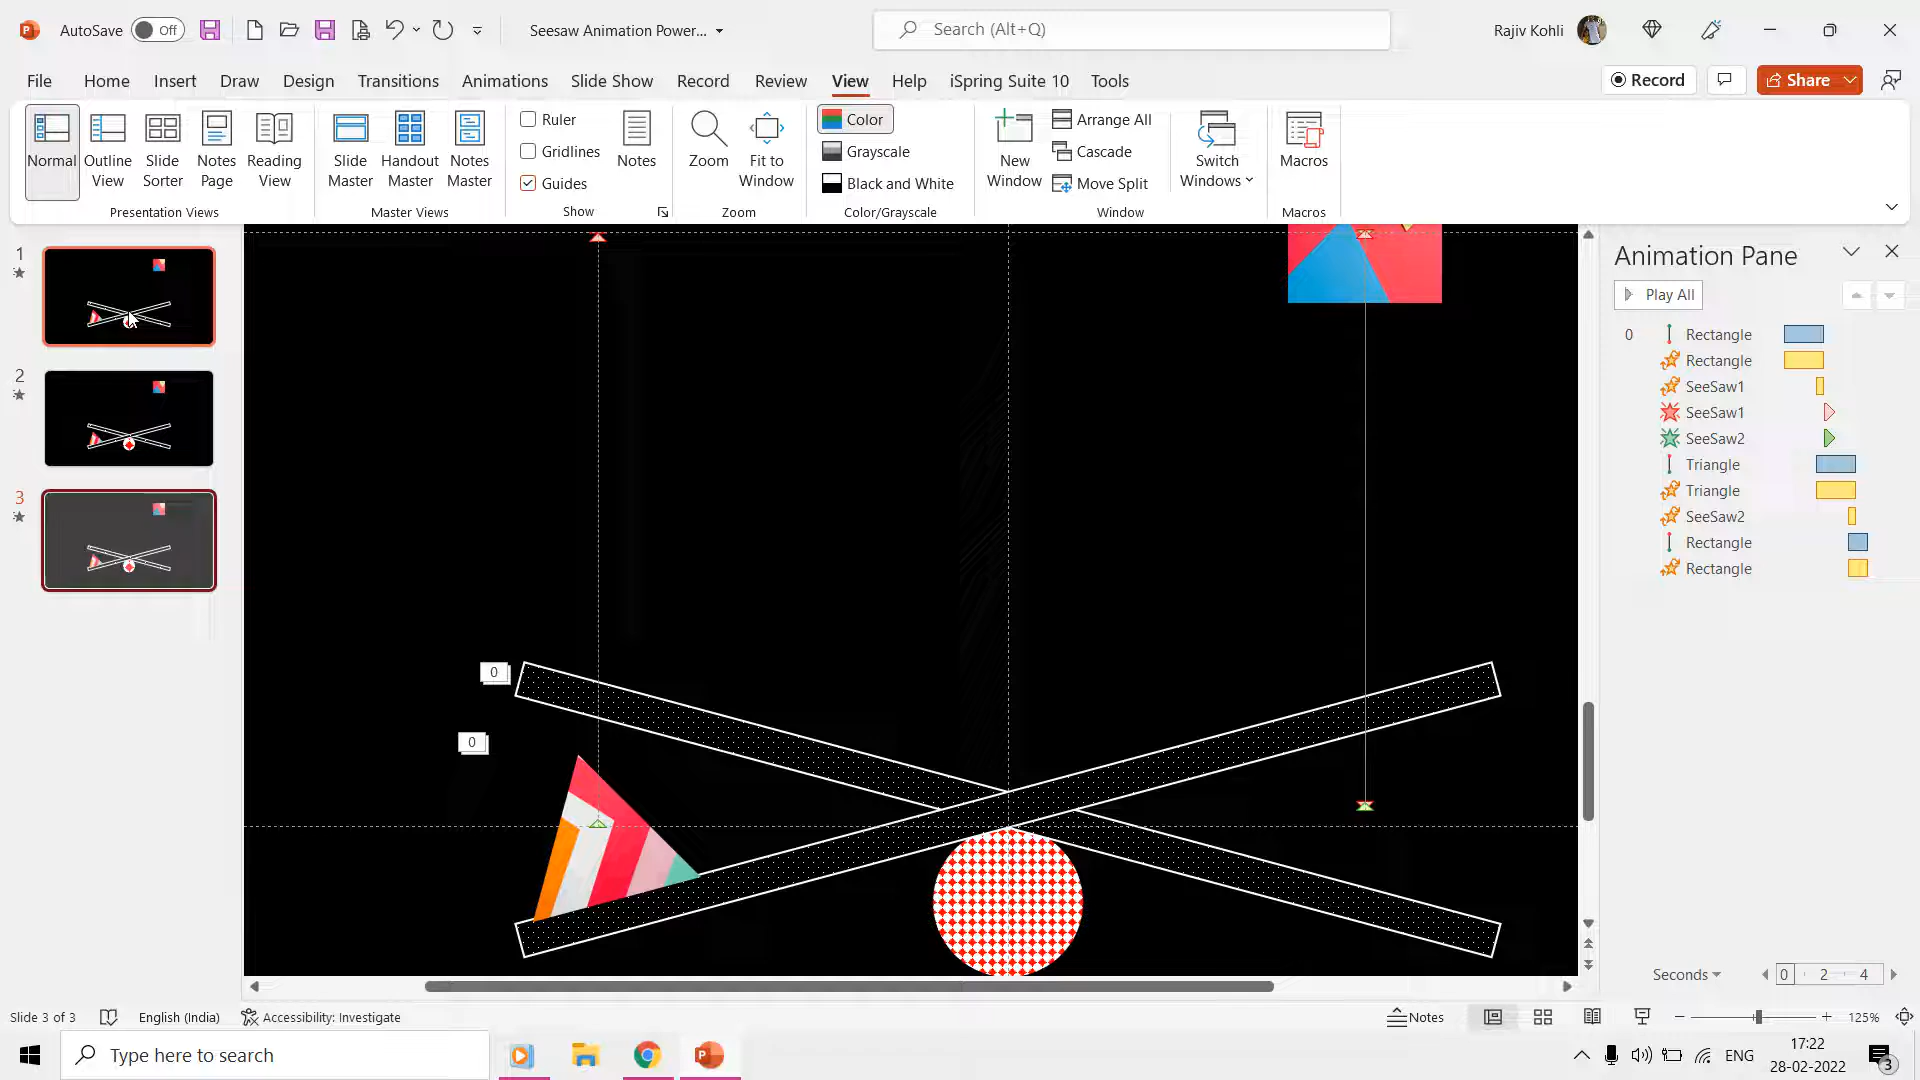 AutoSave Off Seesaw Animation Power... Search (Alt+Q) Rajiv Kohli
File Home Insert Draw Design Transitions Animations Slide Show Record Review View Help iSpring Suite 10 Tools Record Share
Normal Outline View Slide Sorter Notes Page Reading View
Presentation Views
Slide Master Handout Master Notes Master
Master Views
Ruler
Gridlines
Guides
Notes
Show
Zoom Fit to Window
Zoom
Color
Grayscale
Black and White
Color/Grayscale
New Window
Arrange All
Cascade
Move Split
Switch Windows
Window
Macros
Macros
1
2
3
0
0
Animation Pane
Play All
0 Rectangle
Rectangle
SeeSaw1
SeeSaw1
SeeSaw2
Triangle
Triangle
SeeSaw2
Rectangle
Rectangle
Seconds 0 2 4
Slide 3 of 3 English (India) Accessibility: Investigate Notes 125%
Type here to search
ENG
17:22
28-02-2022
3